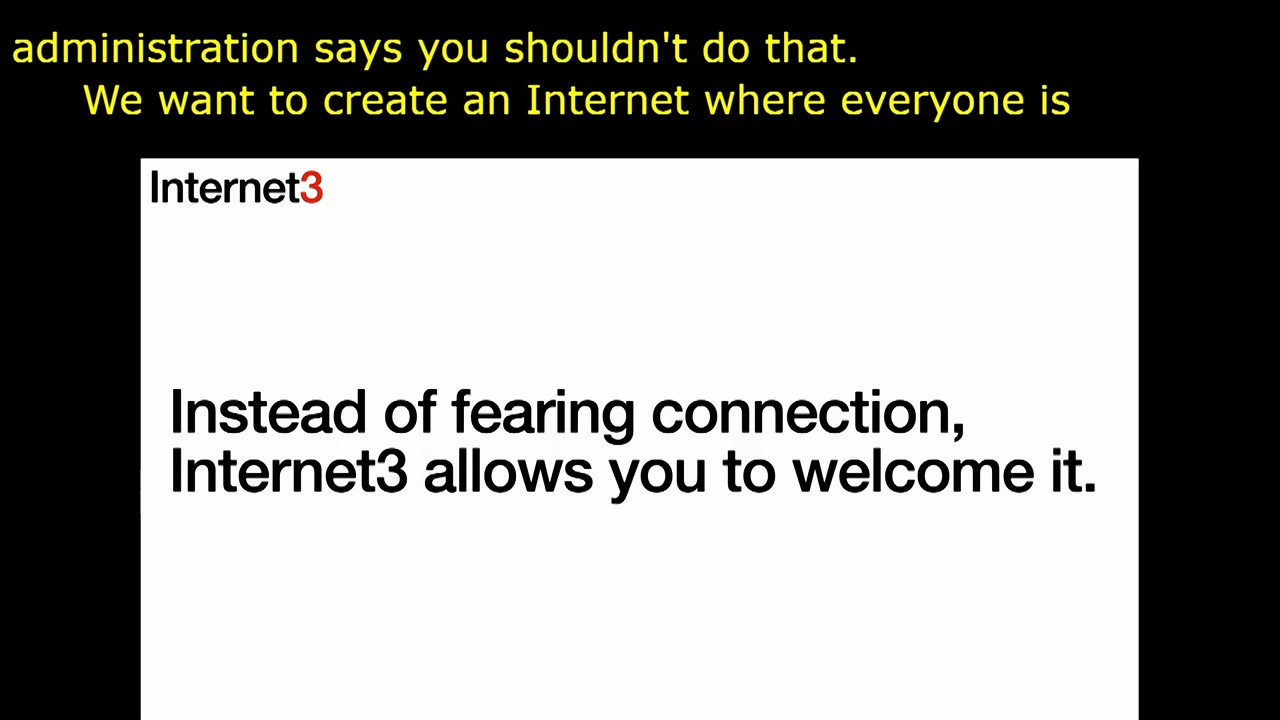 administration says you shouldn't do that.
We want to create an Internet where everyone is
Internet3
Instead of fearing connection,
Internet3 allows you to welcome it.